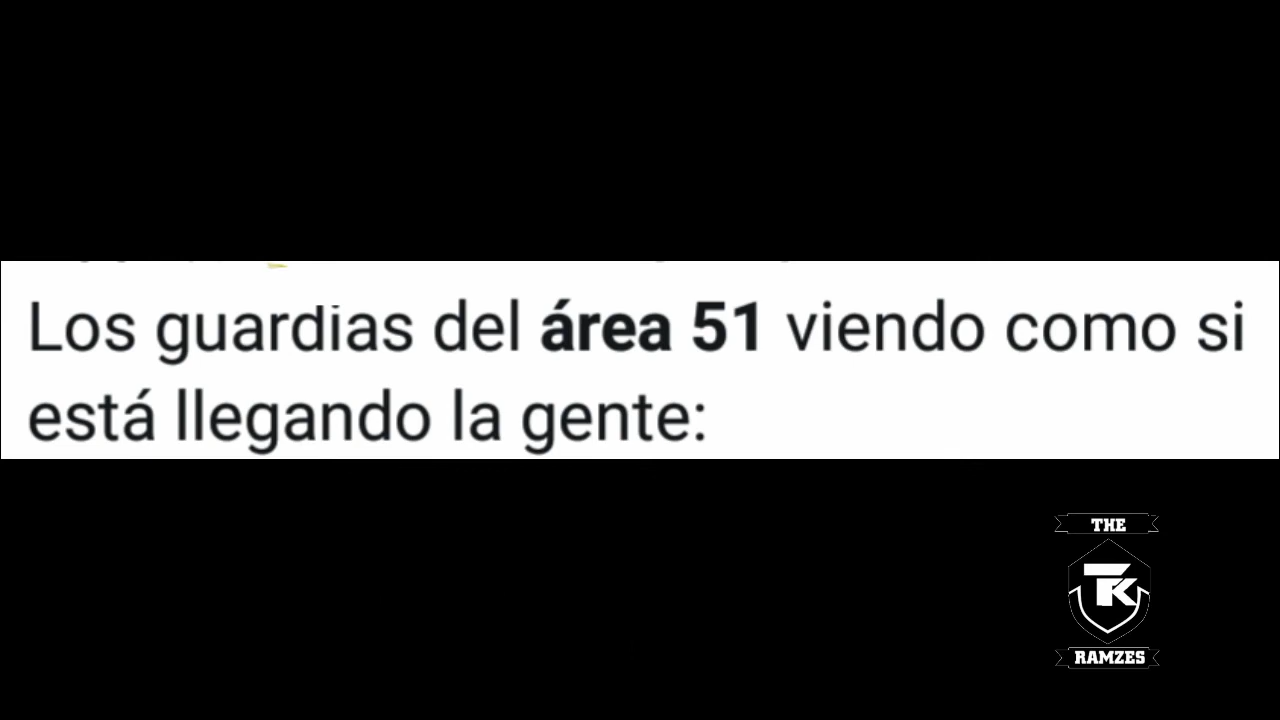 Los guardias del área 51 viendo como si
está llegando la gente:
THE
TK
RAMZES